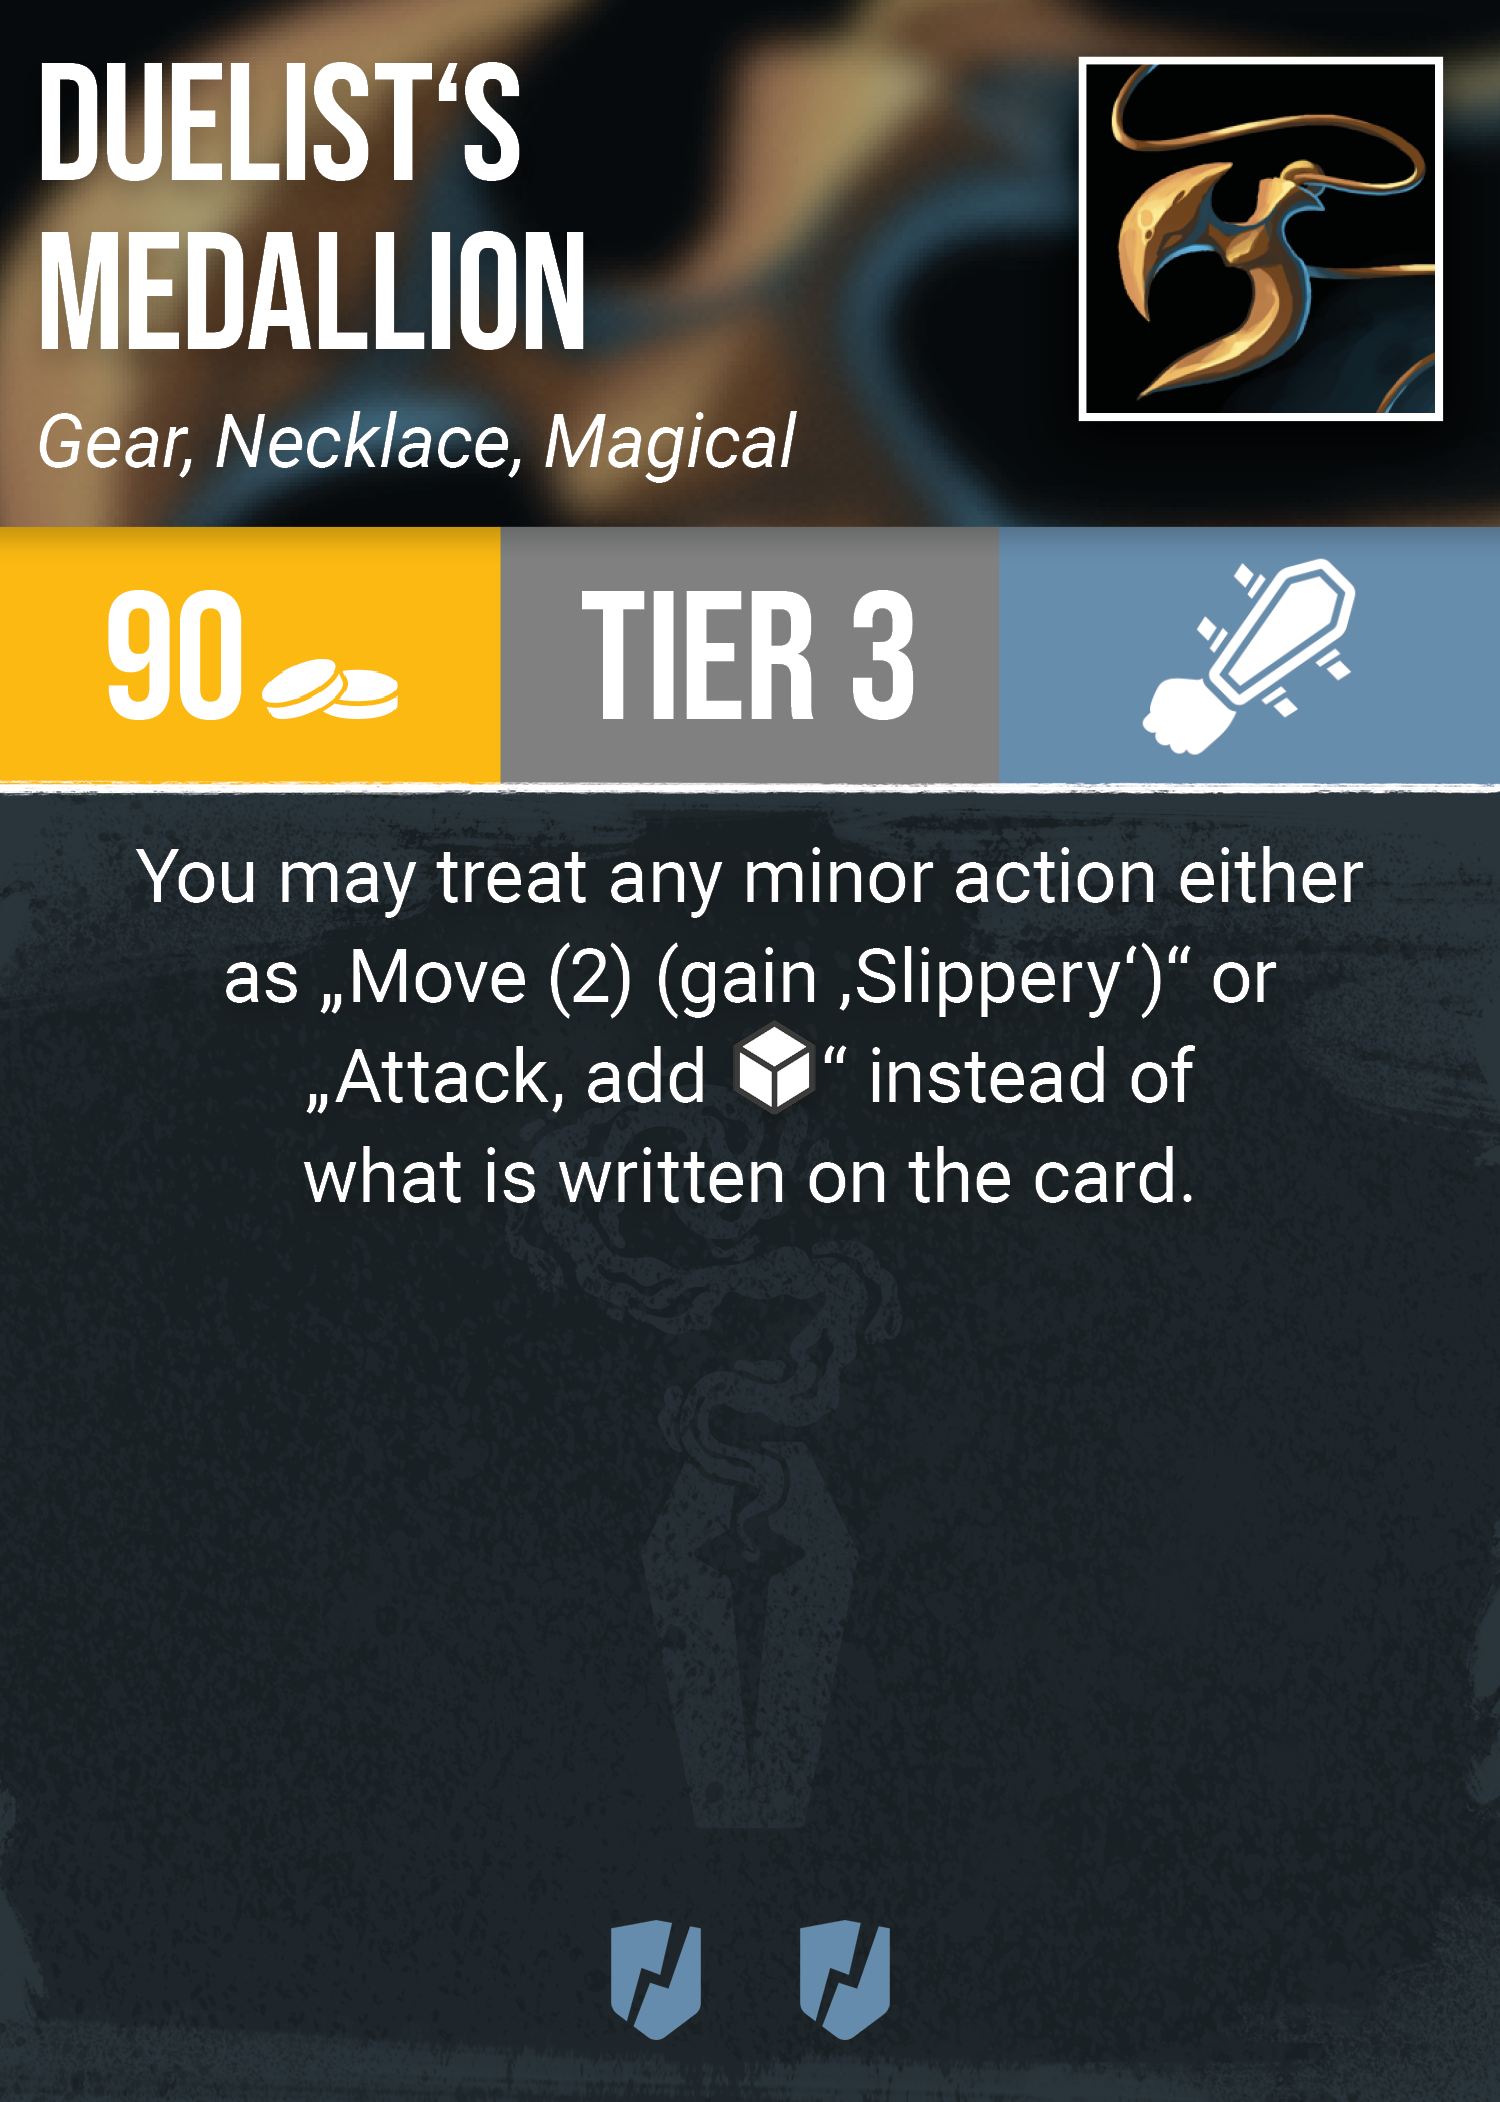 DUELIST‘S
MEDALLION
Gear, Necklace, Magical
90
TIER 3
You may treat any minor action either
as „Move (2) (gain ‚Slippery‘)“ or
„Attack, add “ instead of
what is written on the card.